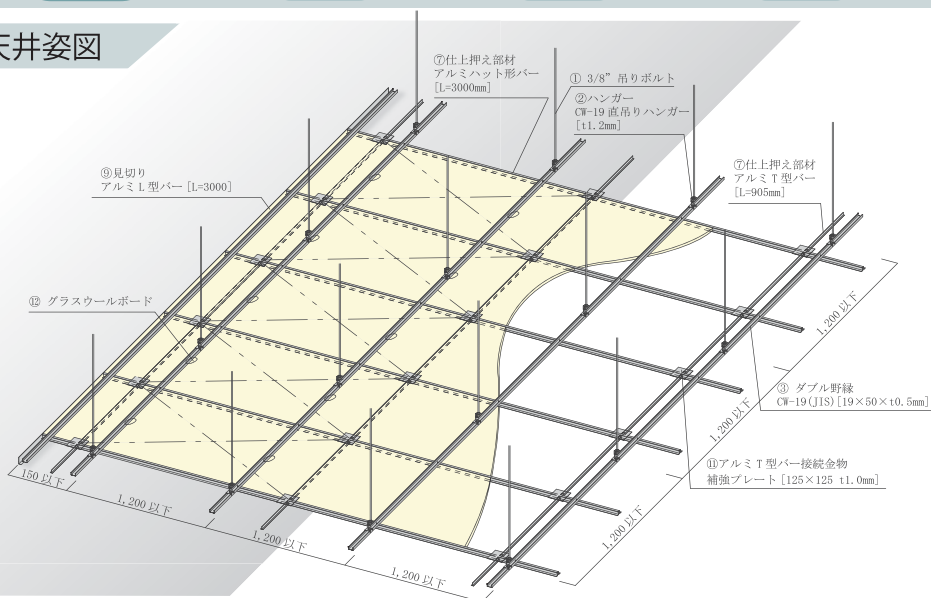 天井姿図
⑦仕上押え部材
アルミハット形バー
[L=3000mm]
① 3/8” 吊りボルト
②ハンガー
CW-19 直吊りハンガー
[t1.2mm]
⑦仕上押え部材
アルミ T 型バー
[L=905mm]
⑨見切り
アルミ L 型バー [L=3000]
⑫ グラスウールボード
1,200 以下
③ ダブル野縁
CW-19(JIS)[19×50×t0.5mm]
1,200 以下
⑪アルミ T 型バー接続金物
補強プレート [125×125 t1.0mm]
1,200 以下
150 以下
1,200 以下
1,200 以下
1,200 以下